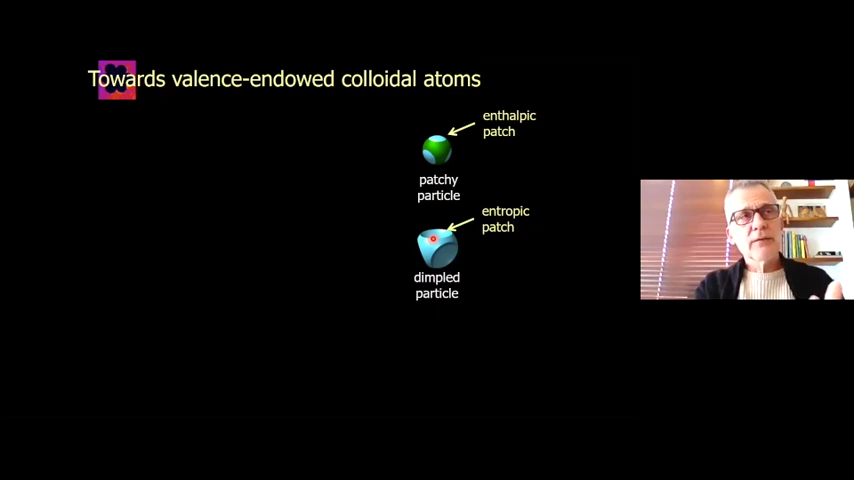 Towards valence-endowed colloidal atoms
enthalpic
patch
patchy
particle
entropic
patch
dimpled
particle